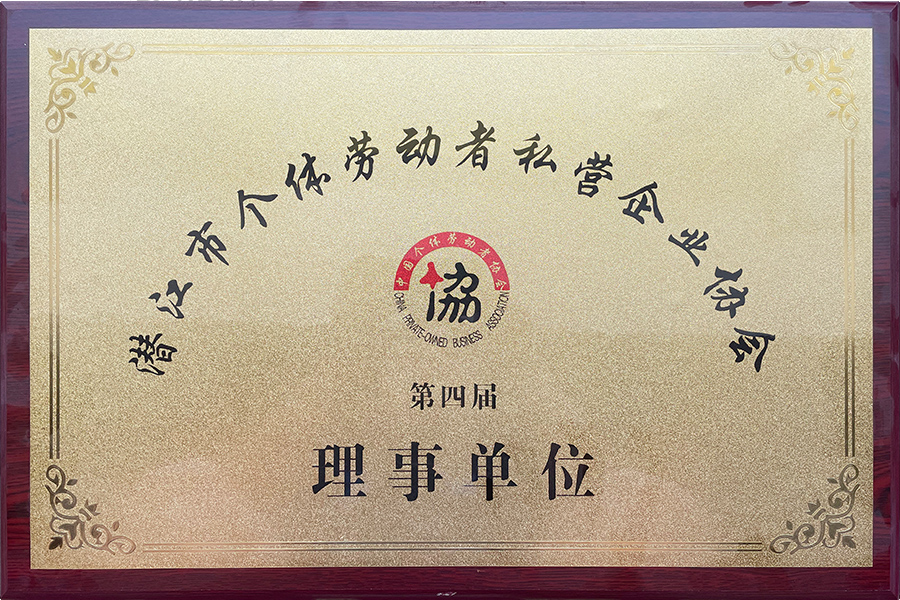 潜江市个体劳动者私营企业协会
中国个体劳动者协会
協
CHINA PRIVATE-OWNED BUSINESS ASSOCIATION
第四届
理事单位